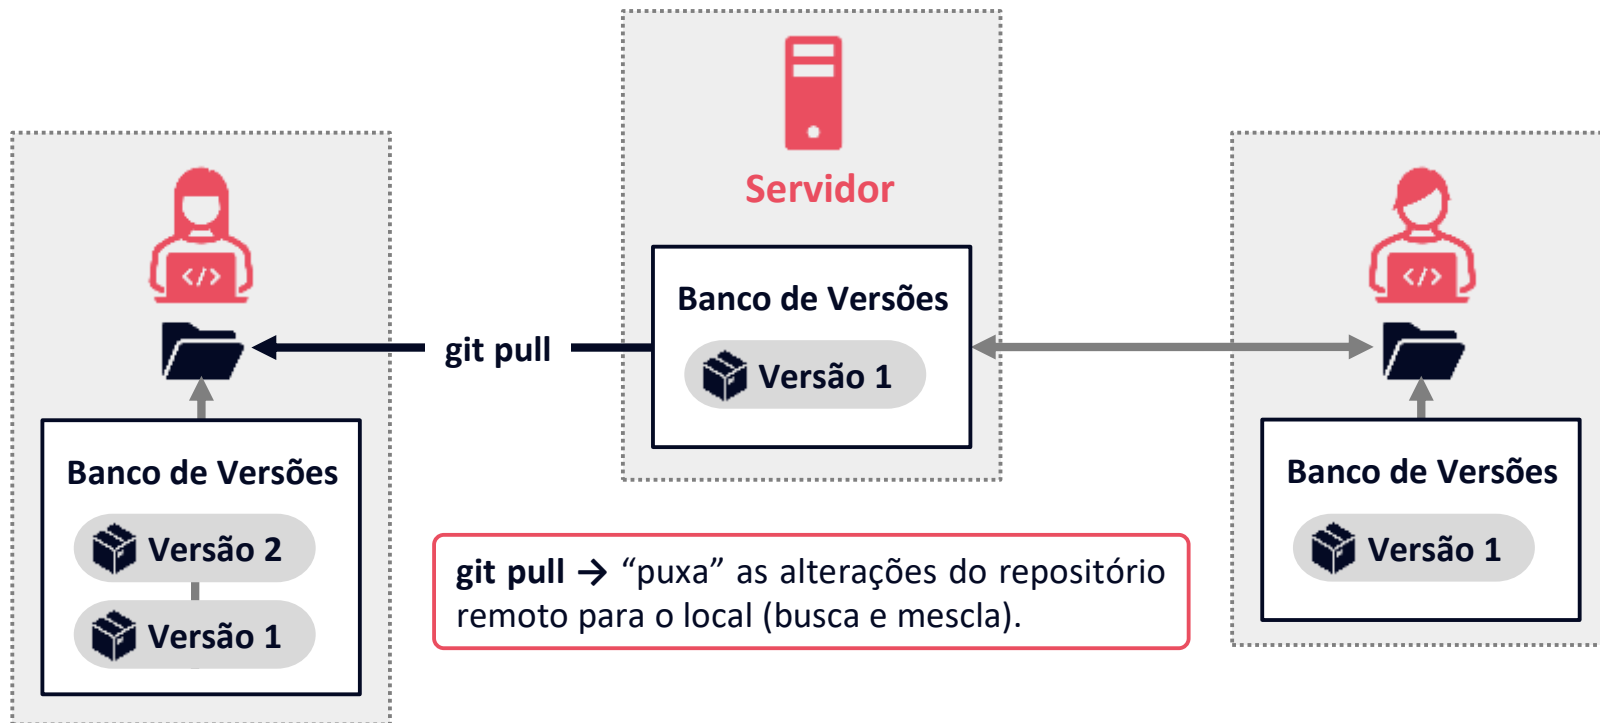 Servidor
</>
</>
Banco de Versões
git pull
Versão 1
Banco de Versões
Versão 2
Versão 1
Banco de Versões
Versão 1
git pull → “puxa” as alterações do repositório
remoto para o local (busca e mescla).